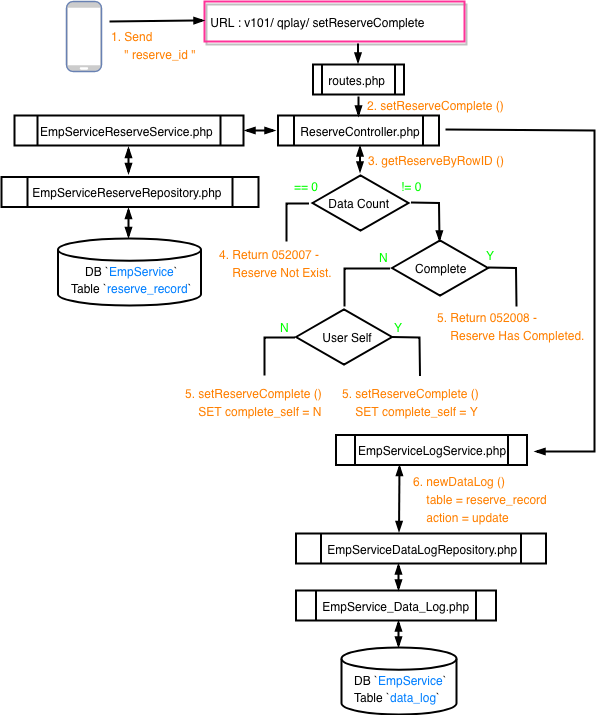 URL : v101/ qplay/ setReserveComplete
1. Send
" reserve_id "
routes.php
2. setReserveComplete ()
EmpServiceReserveService.php
ReserveController.php
3. getReserveByRowID ()
EmpServiceReserveRepository.php
== 0
!= 0
Data Count
4. Return 052007 -
Reserve Not Exist.
DB `EmpService`
Table `reserve_record`
N
Complete
Y
5. Return 052008 -
Reserve Has Completed.
N
User Self
Y
5. setReserveComplete ()
SET complete_self = N
5. setReserveComplete ()
SET complete_self = Y
EmpServiceLogService.php
6. newDataLog ()
table = reserve_record
action = update
EmpServiceDataLogRepository.php
EmpService_Data_Log.php
DB `EmpService`
Table `data_log`